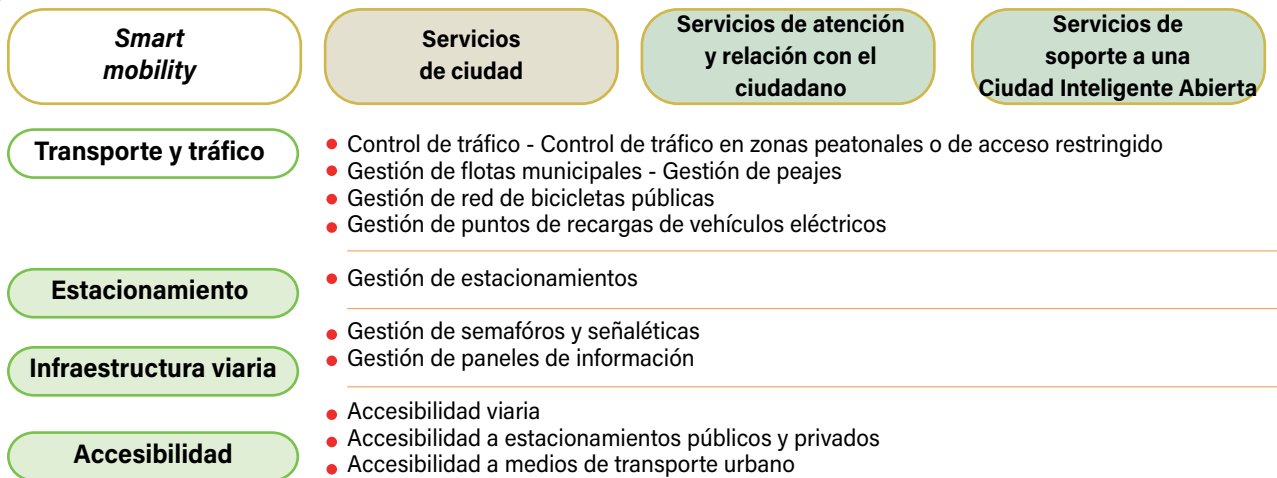 Smart
mobility
Servicios
de ciudad
Servicios de atención
y relación con el
ciudadano
Servicios de
soporte a una
Ciudad Inteligente Abierta
Transporte y tráfico
Control de tráfico - Control de tráfico en zonas peatonales o de acceso restringido
Gestión de flotas municipales - Gestión de peajes
Gestión de red de bicicletas públicas
Gestión de puntos de recargas de vehículos eléctricos
Estacionamiento
Gestión de estacionamientos
Infraestructura viaria
Gestión de semafóros y señaléticas
Gestión de paneles de información
Accesibilidad
Accesibilidad viaria
Accesibilidad a estacionamientos públicos y privados
Accesibilidad a medios de transporte urbano